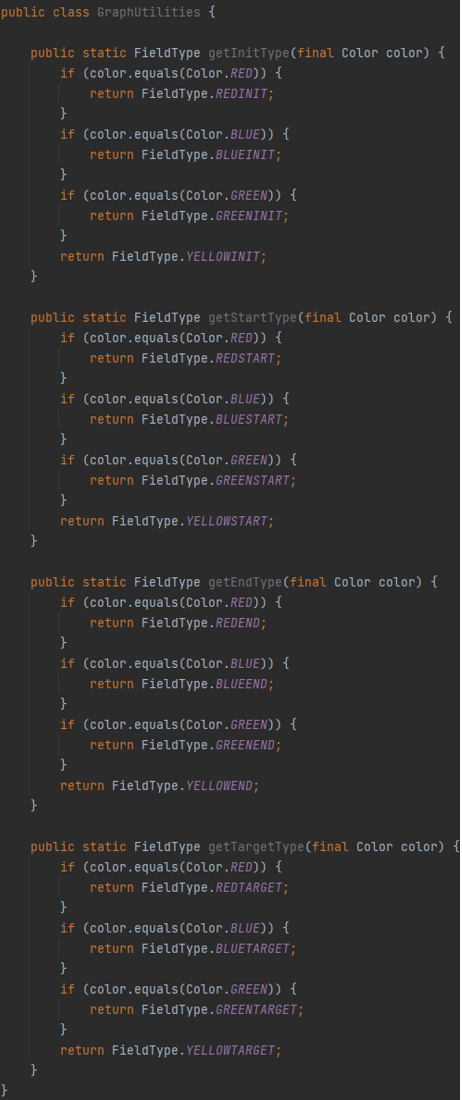 public class GraphUtilities {
    public static FieldType getInitType(final Color color) {
        if (color.equals(Color.RED)) {
            return FieldType.REDINIT;
        }
        if (color.equals(Color.BLUE)) {
            return FieldType.BLUEINIT;
        }
        if (color.equals(Color.GREEN)) {
            return FieldType.GREENINIT;
        }
        return FieldType.YELLOWINIT;
    }
    public static FieldType getStartType(final Color color) {
        if (color.equals(Color.RED)) {
            return FieldType.REDSTART;
        }
        if (color.equals(Color.BLUE)) {
            return FieldType.BLUESTART;
        }
        if (color.equals(Color.GREEN)) {
            return FieldType.GREENSTART;
        }
        return FieldType.YELLOWSTART;
    }
    public static FieldType getEndType(final Color color) {
        if (color.equals(Color.RED)) {
            return FieldType.REDEND;
        }
        if (color.equals(Color.BLUE)) {
            return FieldType.BLUEEND;
        }
        if (color.equals(Color.GREEN)) {
            return FieldType.GREENEND;
        }
        return FieldType.YELLOWEND;
    }
    public static FieldType getTargetType(final Color color) {
        if (color.equals(Color.RED)) {
            return FieldType.REDTARGET;
        }
        if (color.equals(Color.BLUE)) {
            return FieldType.BLUETARGET;
        }
        if (color.equals(Color.GREEN)) {
            return FieldType.GREENTARGET;
        }
        return FieldType.YELLOWTARGET;
    }
}